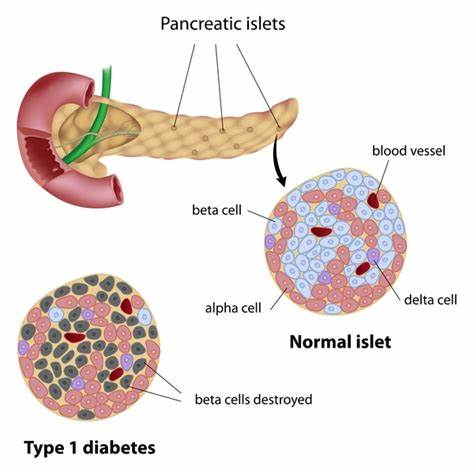 Pancreatic islets
blood vessel
beta cell
alpha cell
delta cell
Normal islet
beta cells destroyed
Type 1 diabetes